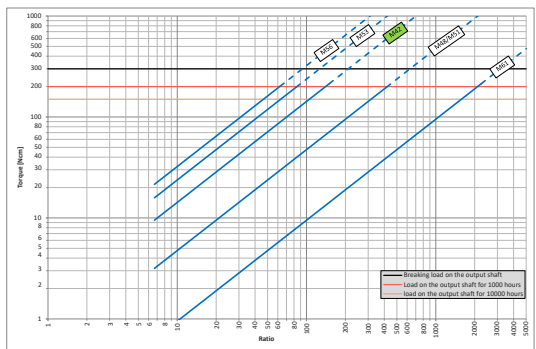 1000
800
600
500
400
300
200
100
80
60
50
40
30
20
10
8
6
5
4
3
2
1
Torque [Ncm]
M56
M53
M42
M48/M51
M61
Breaking load on the output shaft
Load on the output shaft for 1000 hours
load on the output shaft for 10000 hours
1 2 3 4 5 6 8 10 20 30 40 50 60 80 100 200 300 400 500 600 800 1000 2000 3000 4000 5000
Ratio